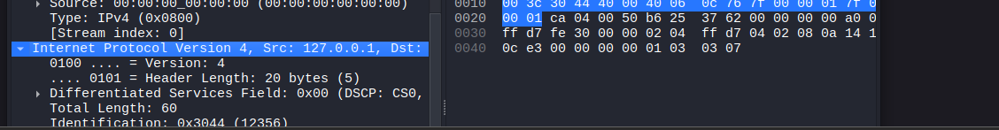 Source: 00:00:00_00:00:00 (00:00:00:00:00:00)
Type: IPv4 (0x0800)
[Stream index: 0]
Internet Protocol Version 4, Src: 127.0.0.1, Dst:
0100 .... = Version: 4
.... 0101 = Header Length: 20 bytes (5)
Differentiated Services Field: 0x00 (DSCP: CS0,
Total Length: 60
Identification: 0x3044 (12356)
0010 00 3c 30 44 40 00 40 06 0c 76 7f 00 00 01 7f 0
0020 00 01 ca 04 00 50 b6 25 37 62 00 00 00 00 a0 0
0030 ff d7 fe 30 00 00 02 04 ff d7 04 02 08 0a 14 1
0040 0c e3 00 00 00 00 01 03 03 07